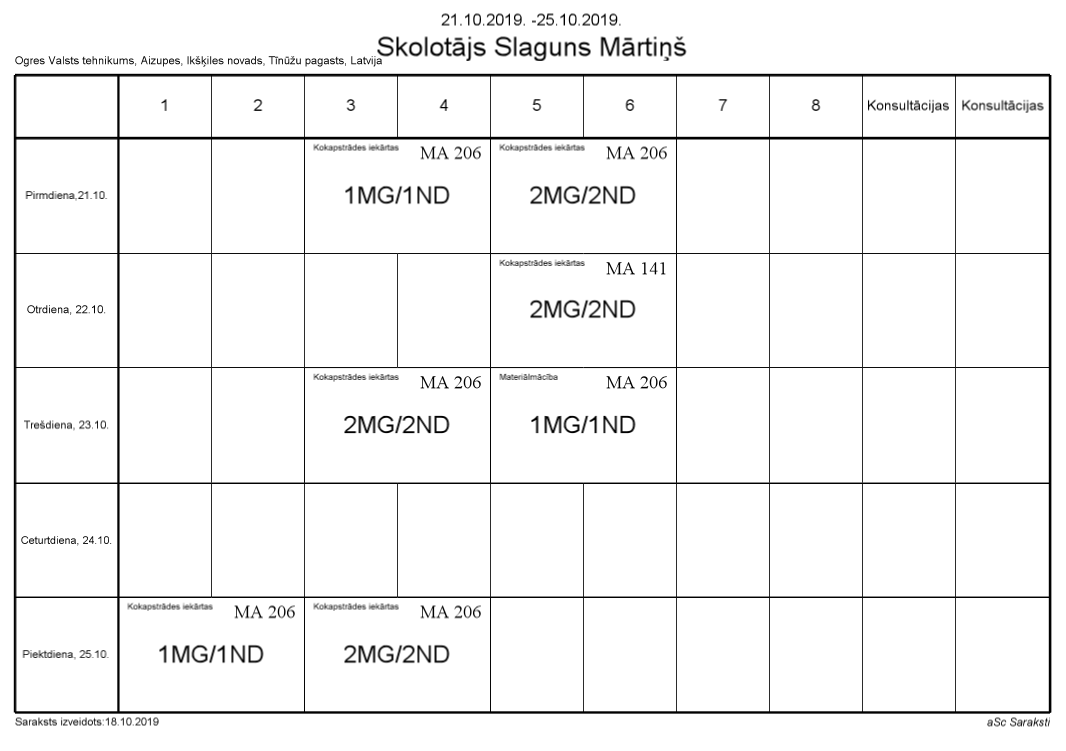 21.10.2019. -25.10.2019.
Skolotājs Slaguns Mārtiņš
Ogres Valsts tehnikums, Aizupes, Ikšķiles novads, Tīnūžu pagasts, Latvija
1 2 3 4 5 6 7 8 Konsultācijas Konsultācijas
Kokapstrādes iekārtas MA 206 Kokapstrādes iekārtas MA 206
Pirmdiena,21.10. 1MG/1ND 2MG/2ND
Kokapstrādes iekārtas MA 141
Otrdiena, 22.10. 2MG/2ND
Kokapstrādes iekārtas MA 206 Materiālmācība MA 206
Trešdiena, 23.10. 2MG/2ND 1MG/1ND
Ceturtdiena, 24.10.
Kokapstrādes iekārtas MA 206 Kokapstrādes iekārtas MA 206
Piektdiena, 25.10. 1MG/1ND 2MG/2ND
Saraksts izveidots:18.10.2019 aSc Saraksti